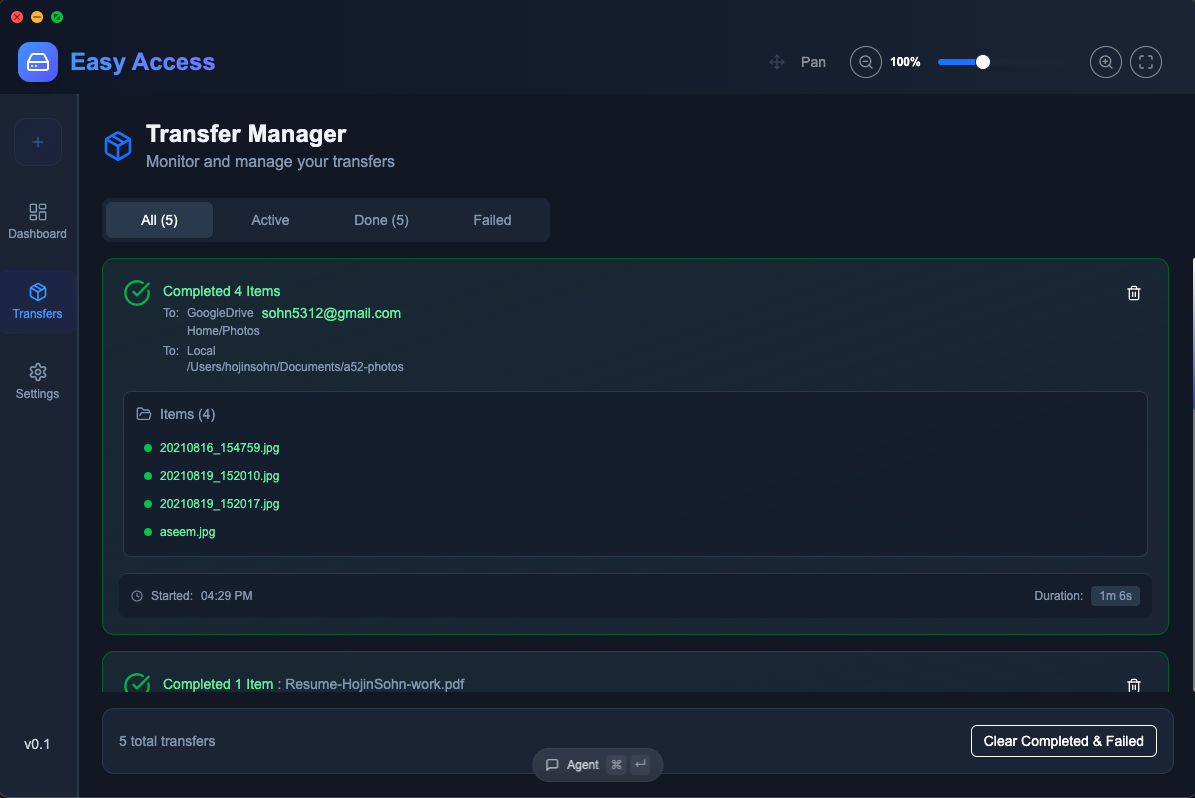 Easy Access
Pan
100%
Transfer Manager
Monitor and manage your transfers
All (5)
Active
Done (5)
Failed
Dashboard
Transfers
Settings
v0.1
Completed 4 Items
To: GoogleDrive sohn5312@gmail.com
Home/Photos
To: Local
/Users/hojinsohn/Documents/a52-photos
Items (4)
20210816_154759.jpg
20210819_152010.jpg
20210819_152017.jpg
aseem.jpg
Started: 04:29 PM
Duration: 1m 6s
Completed 1 Item : Resume-HojinSohn-work.pdf
5 total transfers
Clear Completed & Failed
Agent ⌘ ↵